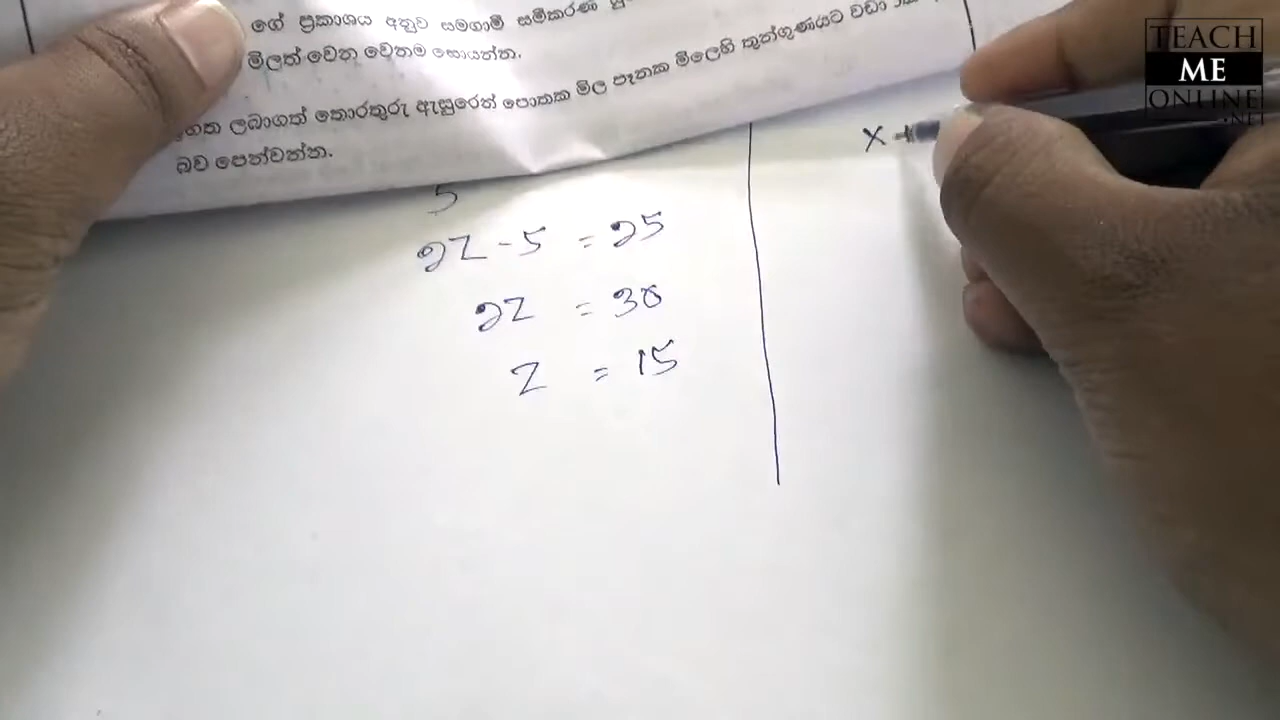 ගේ ප්‍රකාශය අනුව සමගාමී සමීකරණ
මිලත් වෙන වෙනම සොයන්න.
ලබාගත් තොරතුරු ඇසුරෙන් පොතක මිල පෑනක මිලෙහි තුන්ගුණයට වඩා
බව පෙන්වන්න.
5
2Z - 5 = 25
2Z = 30
Z = 15
X +
TEACH
ME
ONLINE
.NET